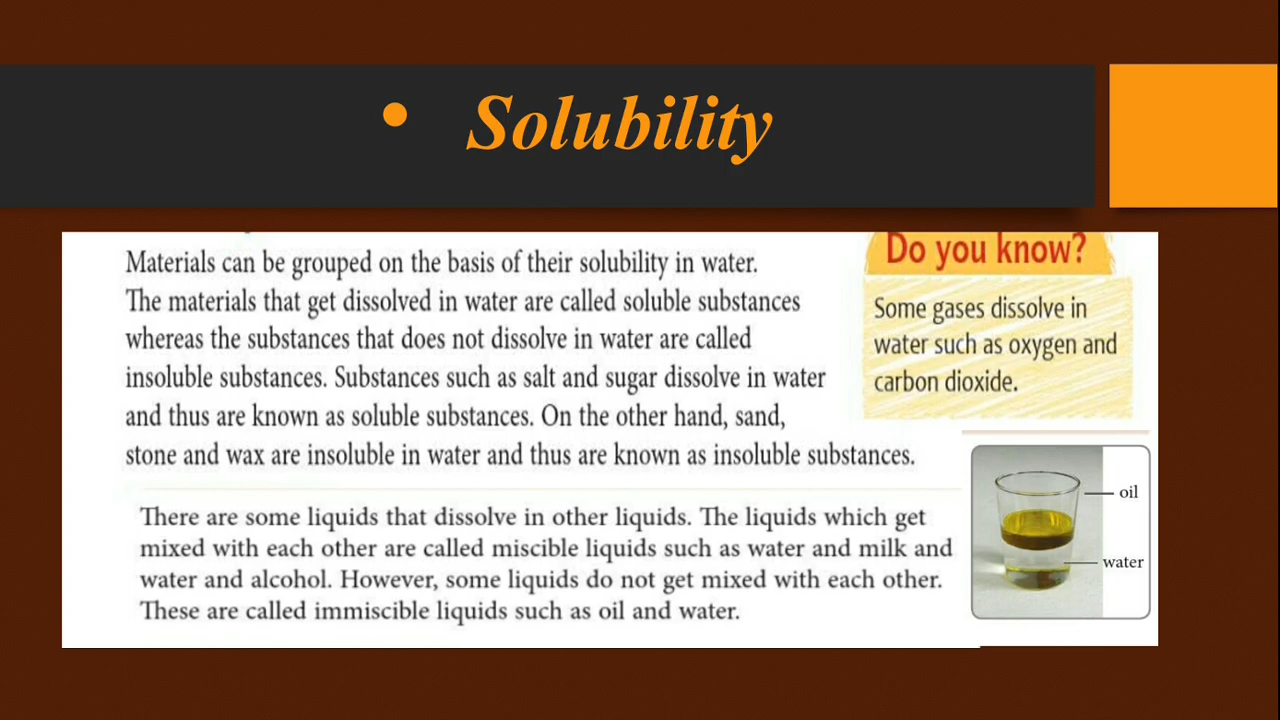 • Solubility
Materials can be grouped on the basis of their solubility in water.
The materials that get dissolved in water are called soluble substances
whereas the substances that does not dissolve in water are called
insoluble substances. Substances such as salt and sugar dissolve in water
and thus are known as soluble substances. On the other hand, sand,
stone and wax are insoluble in water and thus are known as insoluble substances.
Do you know?
Some gases dissolve in
water such as oxygen and
carbon dioxide.
There are some liquids that dissolve in other liquids. The liquids which get
mixed with each other are called miscible liquids such as water and milk and
water and alcohol. However, some liquids do not get mixed with each other.
These are called immiscible liquids such as oil and water.
oil
water